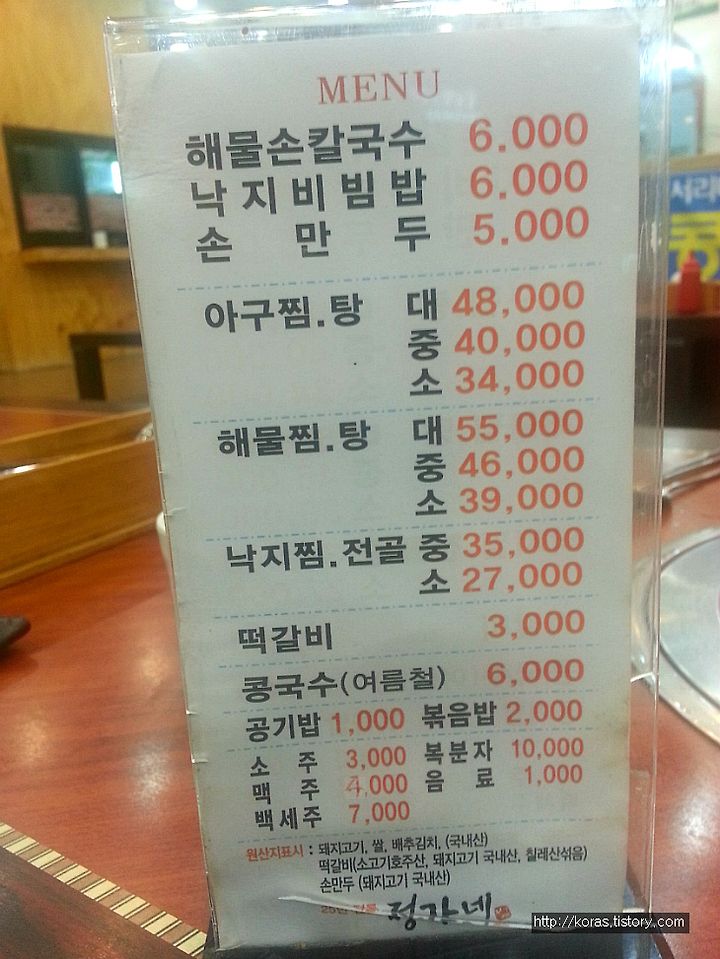 MENU
해물손칼국수 6.000
낙지비빔밥 6.000
손만두 5.000
아구찜.탕 대 48,000
중 40,000
소 34,000
해물찜.탕 대 55,000
중 46,000
소 39,000
낙지찜.전골 중 35,000
소 27,000
떡갈비 3,000
콩국수(여름철) 6,000
공기밥 1,000 볶음밥 2,000
소주 3,000 복분자 10,000
맥주 4,000 음료 1,000
백세주 7,000
원산지표시 : 돼지고기, 쌀, 배추김치, (국내산)
떡갈비(소고기호주산, 돼지고기 국내산, 칠레산섞음)
손만두 (돼지고기 국내산)
정가네
서리
http://koras.tistory.com